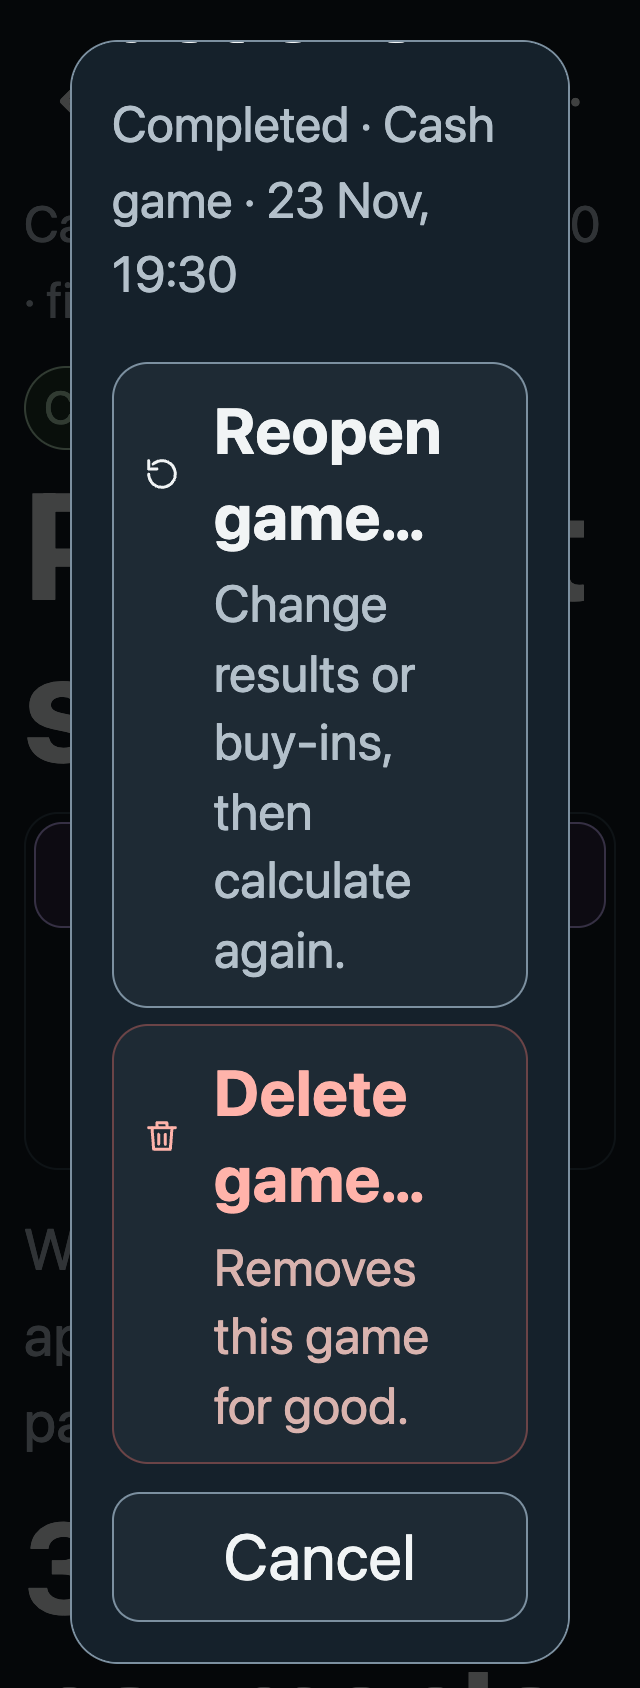 Completed · Cash
game · 23 Nov,
19:30
Reopen
game…
Change
results or
buy-ins,
then
calculate
again.
Delete
game…
Removes
this game
for good.
Cancel